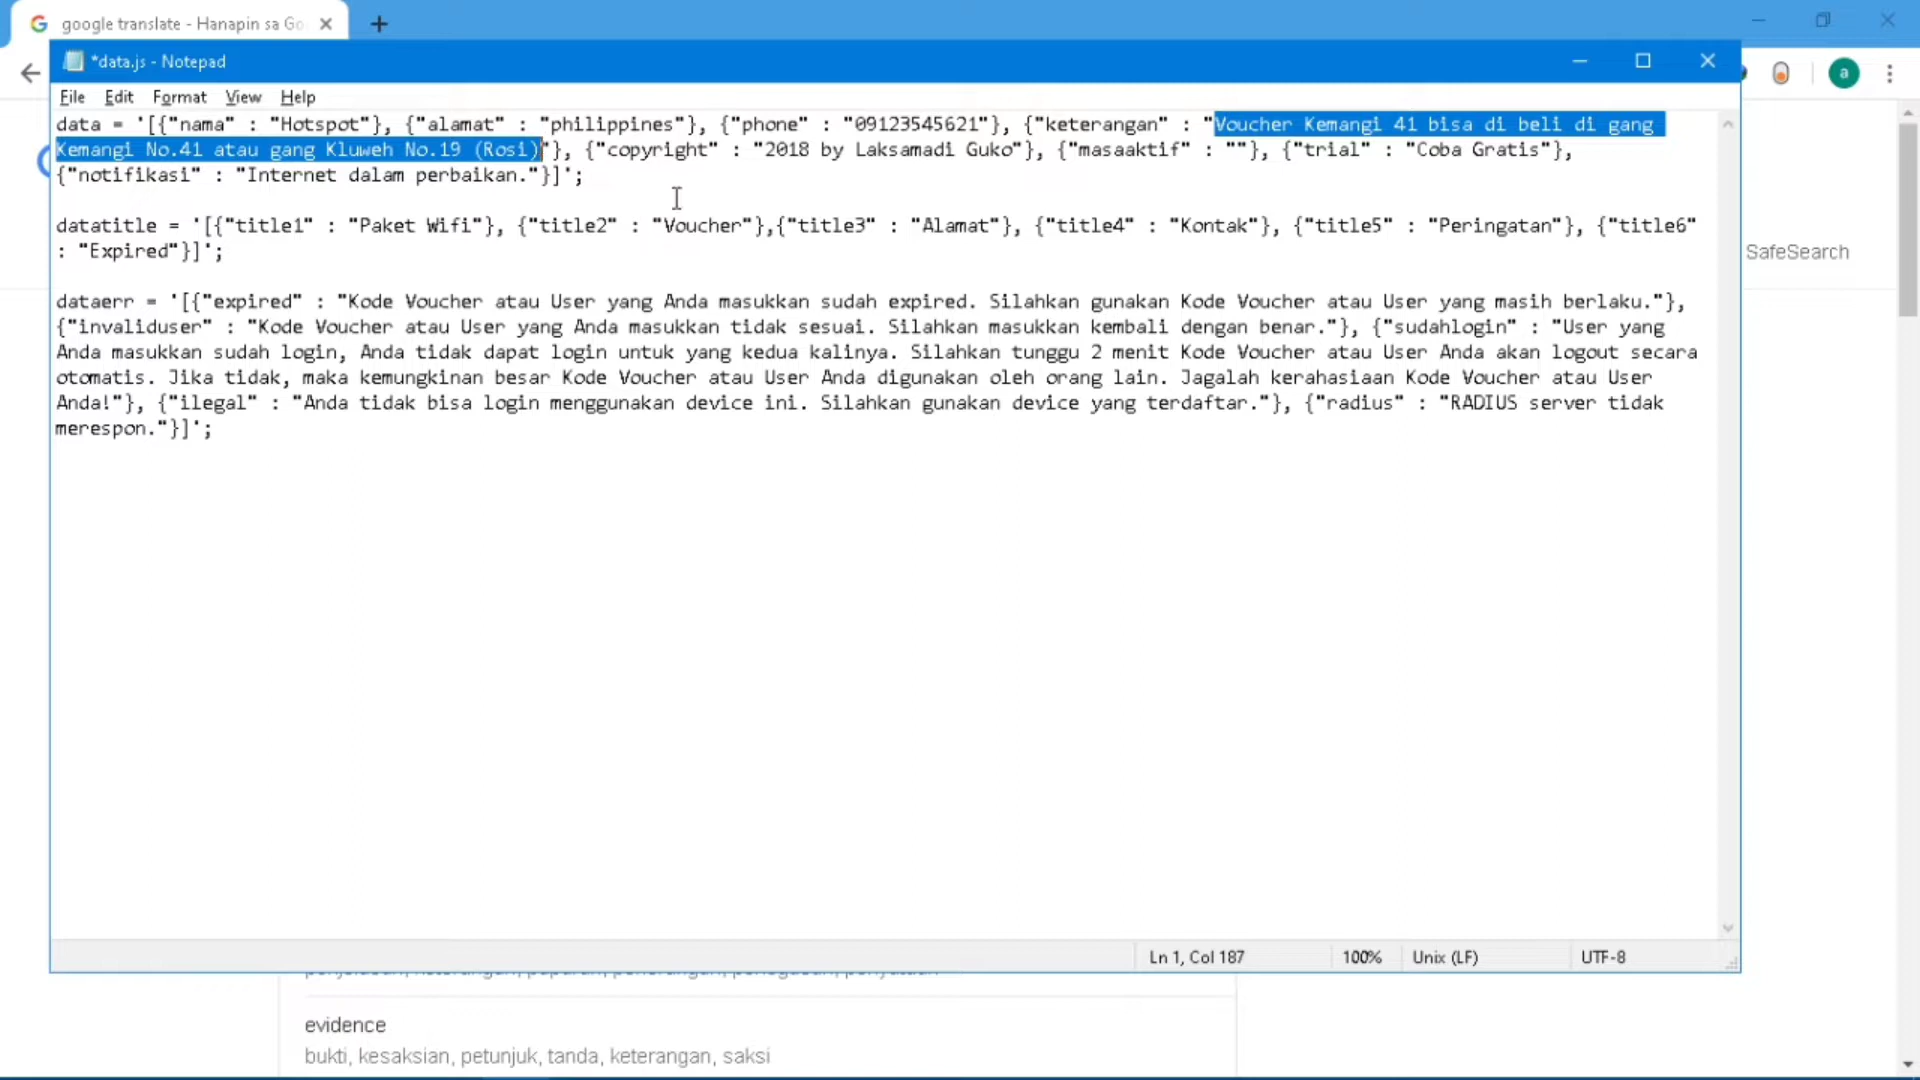 google translate - Hanapin sa Go
*data.js - Notepad
a
File Edit Format View Help
data = '[{"nama" : "Hotspot"}, {"alamat" : "philippines"}, {"phone" : "09123545621"}, {"keterangan" : "Voucher Kemangi 41 bisa di beli di gang
Kemangi No.41 atau gang Kluweh No.19 (Rosi)"}, {"copyright" : "2018 by Laksamadi Guko"}, {"masaaktif" : ""}, {"trial" : "Coba Gratis"},
{"notifikasi" : "Internet dalam perbaikan."}]';
datatitle = '[{"title1" : "Paket Wifi"}, {"title2" : "Voucher"},{"title3" : "Alamat"}, {"title4" : "Kontak"}, {"title5" : "Peringatan"}, {"title6"
: "Expired"}]';
SafeSearch
dataerr = '[{"expired" : "Kode Voucher atau User yang Anda masukkan sudah expired. Silahkan gunakan Kode Voucher atau User yang masih berlaku."},
{"invaliduser" : "Kode Voucher atau User yang Anda masukkan tidak sesuai. Silahkan masukkan kembali dengan benar."}, {"sudahlogin" : "User yang
Anda masukkan sudah login, Anda tidak dapat login untuk yang kedua kalinya. Silahkan tunggu 2 menit Kode Voucher atau User Anda akan logout secara
otomatis. Jika tidak, maka kemungkinan besar Kode Voucher atau User Anda digunakan oleh orang lain. Jagalah kerahasiaan Kode Voucher atau User
Anda!"}, {"ilegal" : "Anda tidak bisa login menggunakan device ini. Silahkan gunakan device yang terdaftar."}, {"radius" : "RADIUS server tidak
merespon."}]';
Ln 1, Col 187 100% Unix (LF) UTF-8
evidence
bukti, kesaksian, petunjuk, tanda, keterangan, saksi